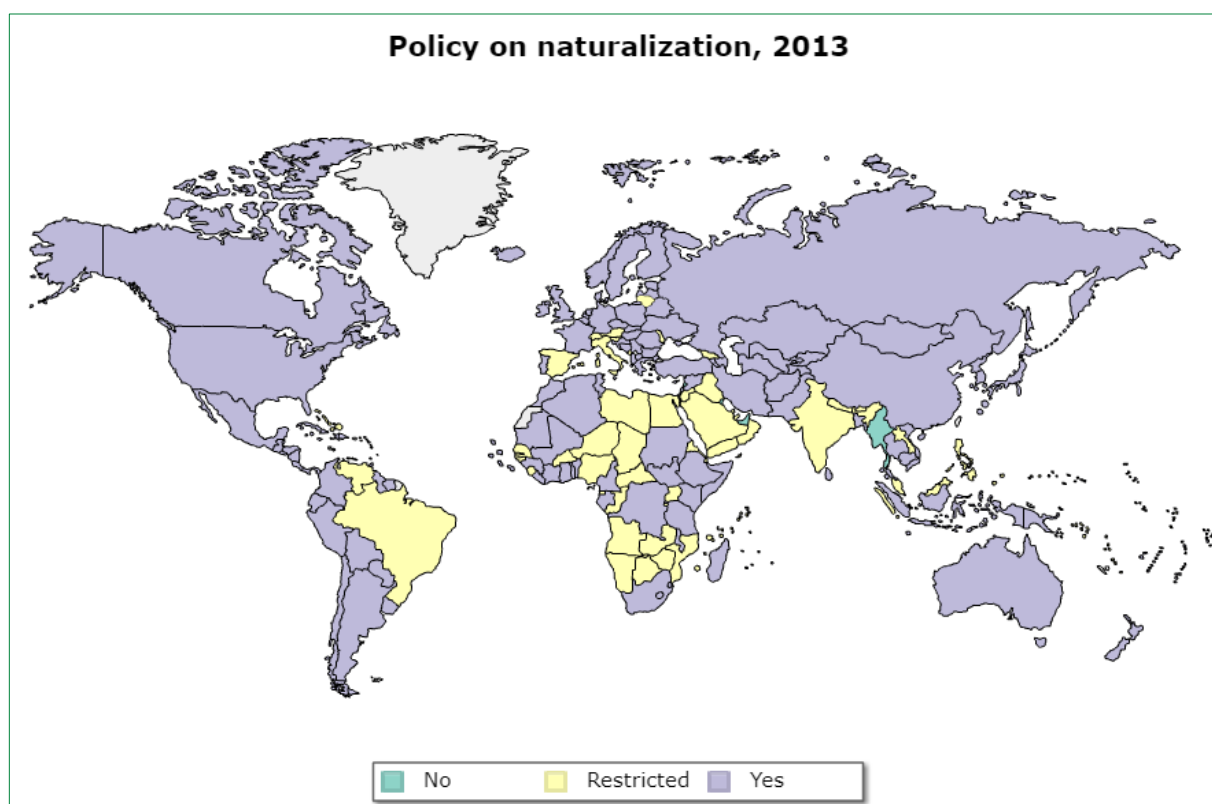 Policy on naturalization, 2013
No Restricted Yes